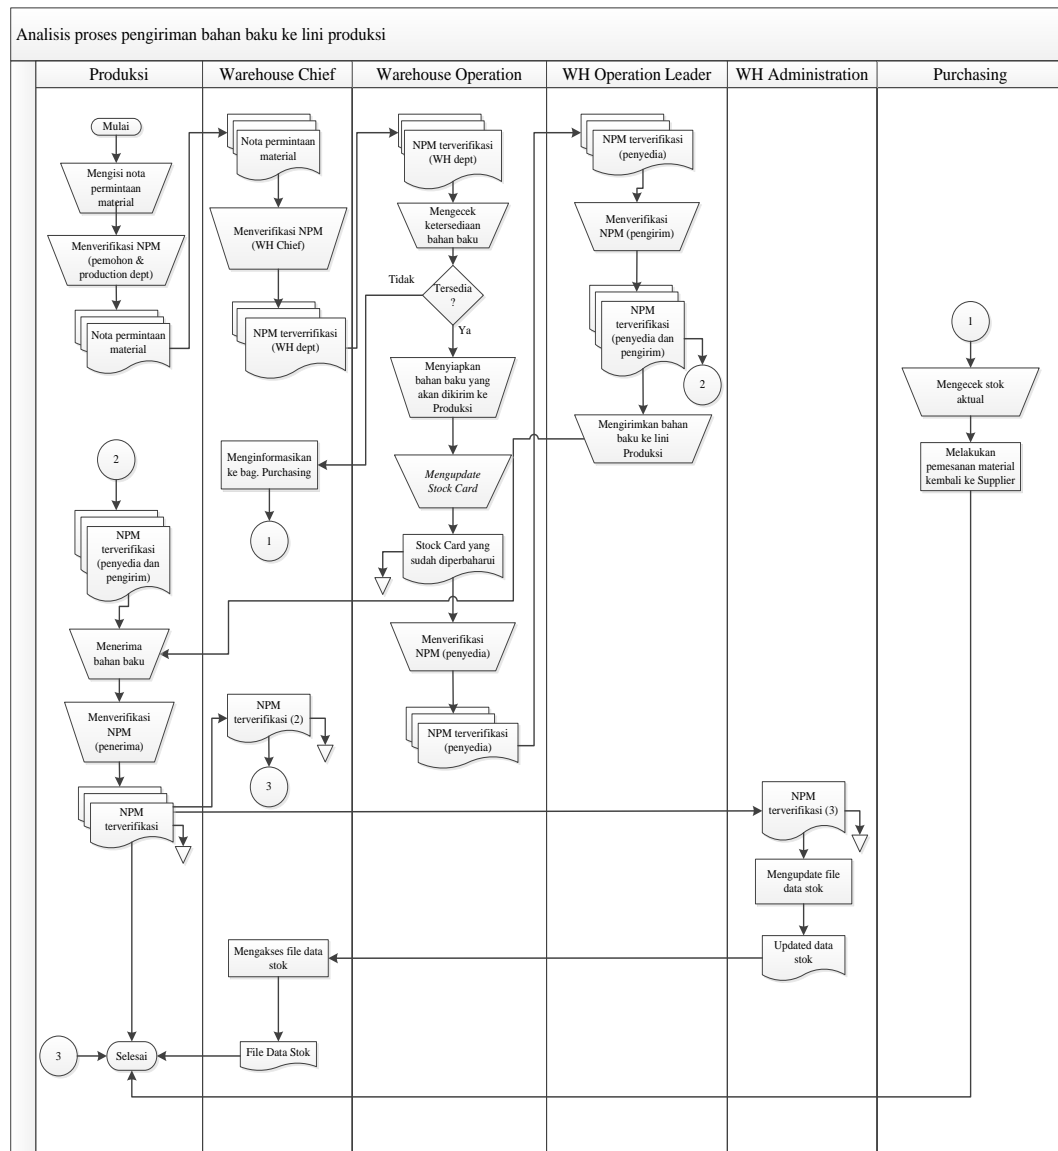 Analisis proses pengiriman bahan baku ke lini produksi
Produksi
Warehouse Chief
Warehouse Operation
WH Operation Leader
WH Administration
Purchasing
Mulai
Mengisi nota
permintaan
material
Menverifikasi NPM
(pemohon &
production dept)
Nota permintaan
material
2
NPM
terverifikasi
(penyedia dan
pengirim)
Menerima
bahan baku
Menverifikasi
NPM
(penerima)
NPM
terverifikasi
3
Selesai
Nota permintaan
material
Menverifikasi NPM
(WH Chief)
NPM terverrifikasi
(WH dept)
Menginformasikan
ke bag. Purchasing
1
NPM
terverifikasi (2)
3
Mengakses file data
stok
File Data Stok
NPM terverifikasi
(WH dept)
Mengecek
ketersediaan
bahan baku
Tidak
Tersedia
?
Ya
Menyiapkan
bahan baku yang
akan dikirim ke
Produksi
Mengupdate
Stock Card
Stock Card yang
sudah diperbaharui
Menverifikasi
NPM (penyedia)
NPM terverifikasi
(penyedia)
NPM terverifikasi
(penyedia)
Menverifikasi
NPM (pengirim)
NPM
terverifikasi
(penyedia dan
pengirim)
2
Mengirimkan bahan
baku ke lini
Produksi
NPM
terverifikasi (3)
Mengupdate file
data stok
Updated data
stok
1
Mengecek stok
aktual
Melakukan
pemesanan material
kembali ke Supplier